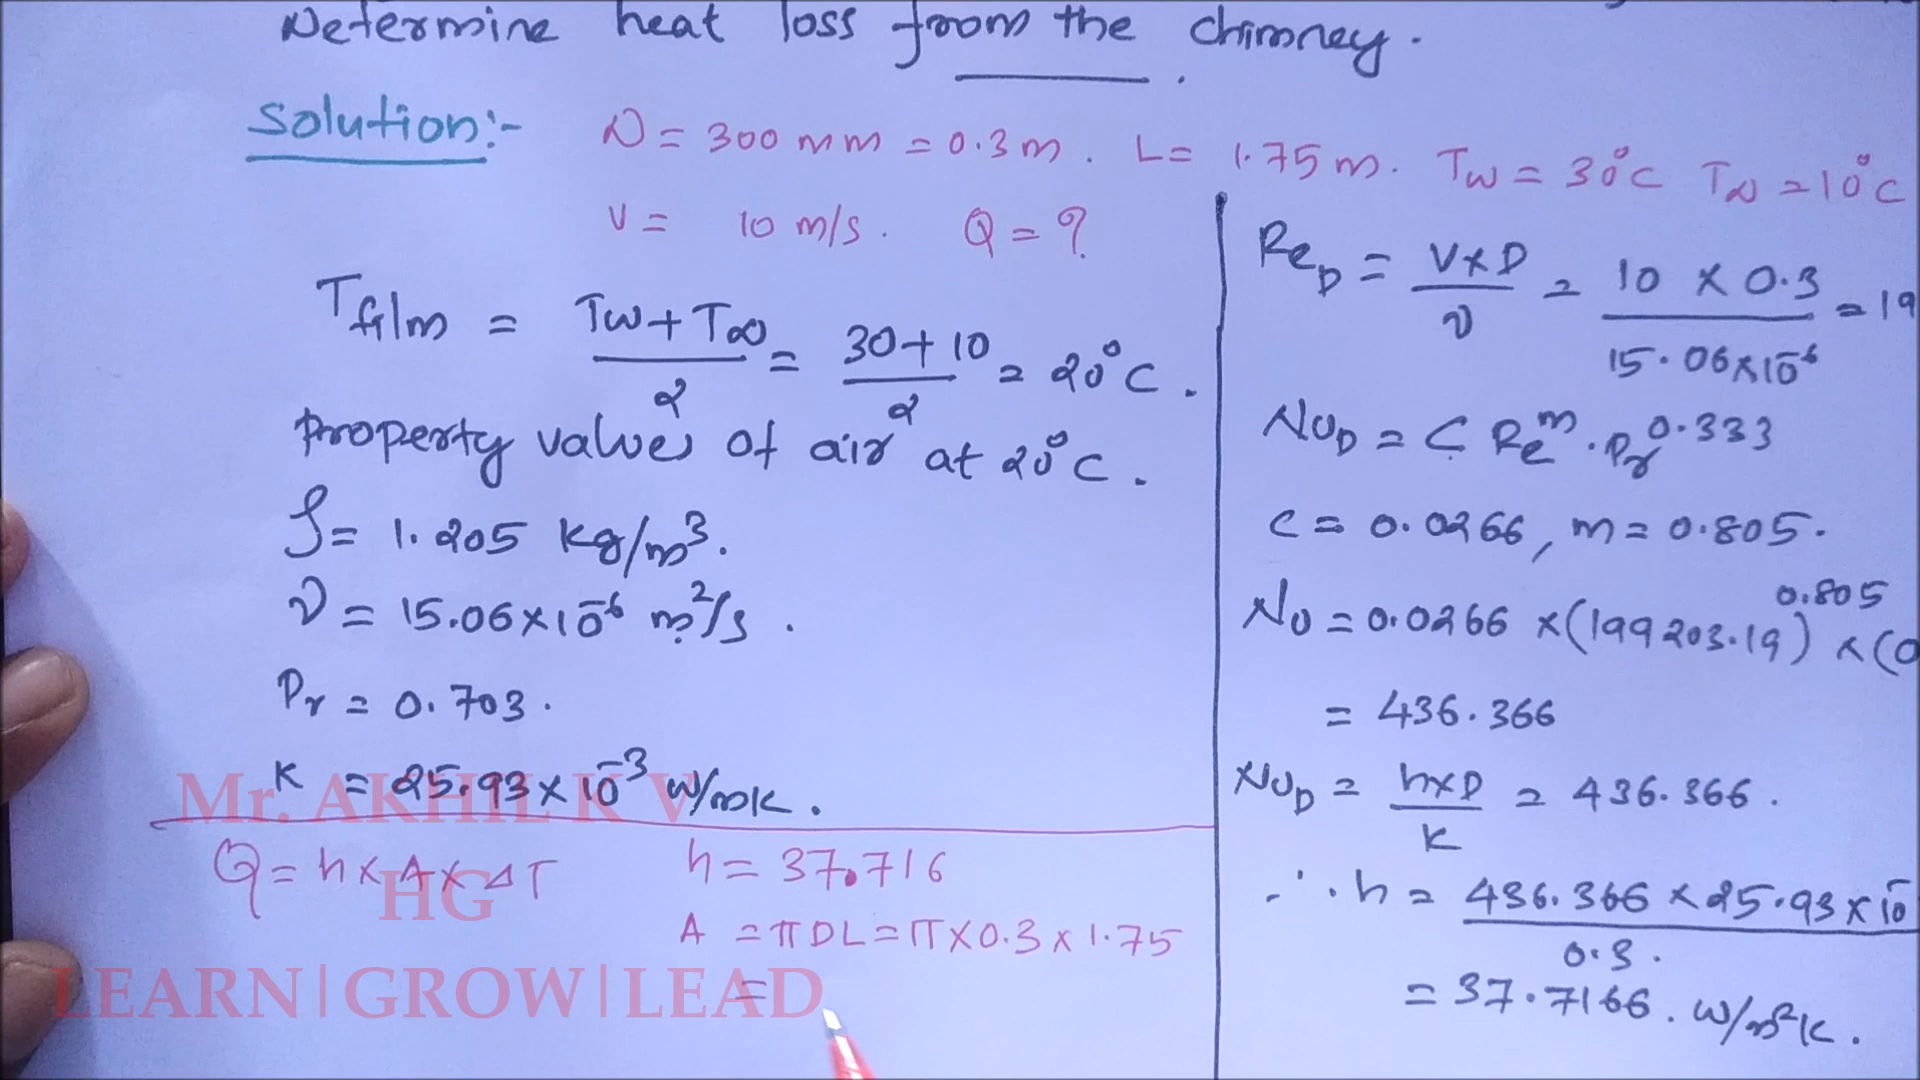 Determine heat loss from the chimney.
Solution:-
D = 300 mm = 0.3 m. L = 1.75 m. Tw = 30°C T∞ = 10°C
V = 10 m/s. Q = ?
Tfilm = Tw + T∞ / 2 = 30 + 10 / 2 = 20°C.
Property values of air at 20°C.
ρ = 1.205 kg/m³.
ν = 15.06 × 10⁻⁶ m²/s.
Pr = 0.703.
K = 25.93 × 10⁻³ W/mK.
Q = h × A × ΔT
h = 37.716
A = πDL = π × 0.3 × 1.75
=
Re_D = V × D / ν = 10 × 0.3 / 15.06 × 10⁻⁶ = 19
Nu_D = C Re^m . Pr^0.333
C = 0.0266, m = 0.805.
Nu = 0.0266 × (199203.19)^0.805 × (0
= 436.366
Nu_D = h × D / K = 436.366.
∴ h = 436.366 × 25.93 × 10⁻ / 0.3.
= 37.7166. W/m²K.
Mr. AKHIL K V
HG
LEARN|GROW|LEAD